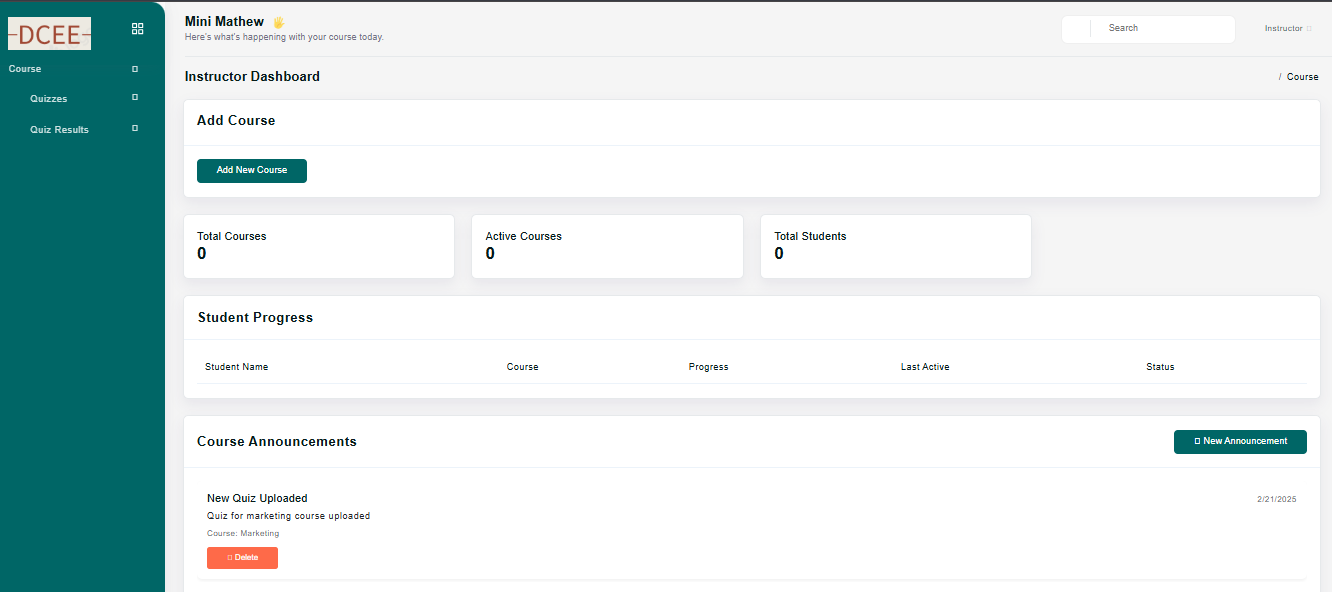 DCEE
Course
Quizzes
Quiz Results
Mini Mathew 🖐
Here's what's happening with your course today.
Search
Instructor
Instructor Dashboard
/ Course
Add Course
Add New Course
Total Courses
0
Active Courses
0
Total Students
0
Student Progress
Student Name Course Progress Last Active Status
Course Announcements
New Announcement
New Quiz Uploaded
2/21/2025
Quiz for marketing course uploaded
Course: Marketing
Delete